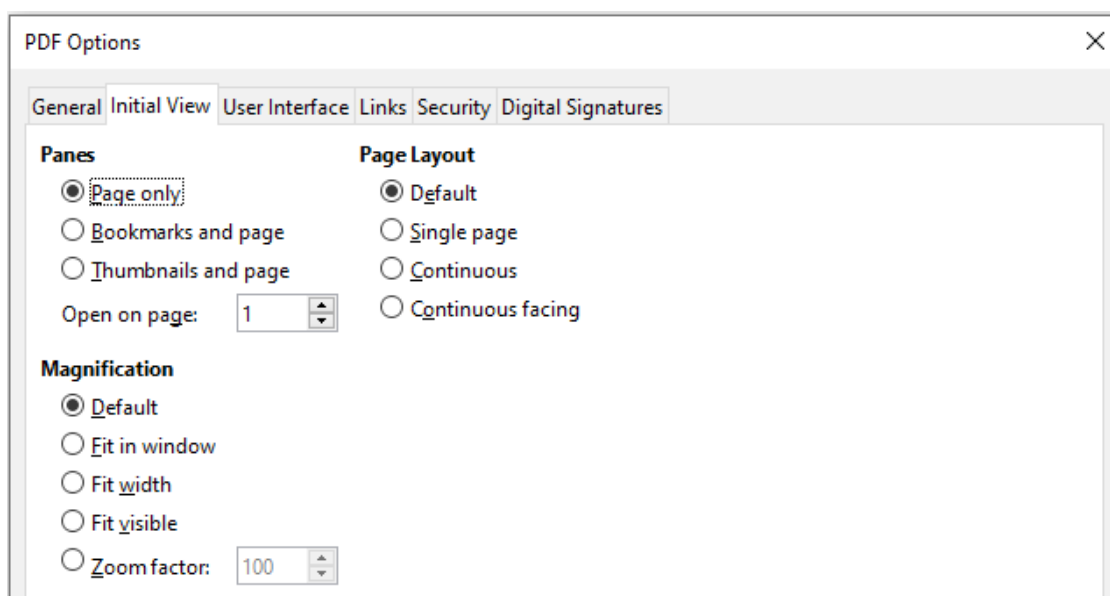 PDF Options
General Initial View User Interface Links Security Digital Signatures
Panes
Page only
Bookmarks and page
Thumbnails and page
Open on page: 1
Page Layout
Default
Single page
Continuous
Continuous facing
Magnification
Default
Fit in window
Fit width
Fit visible
Zoom factor: 100